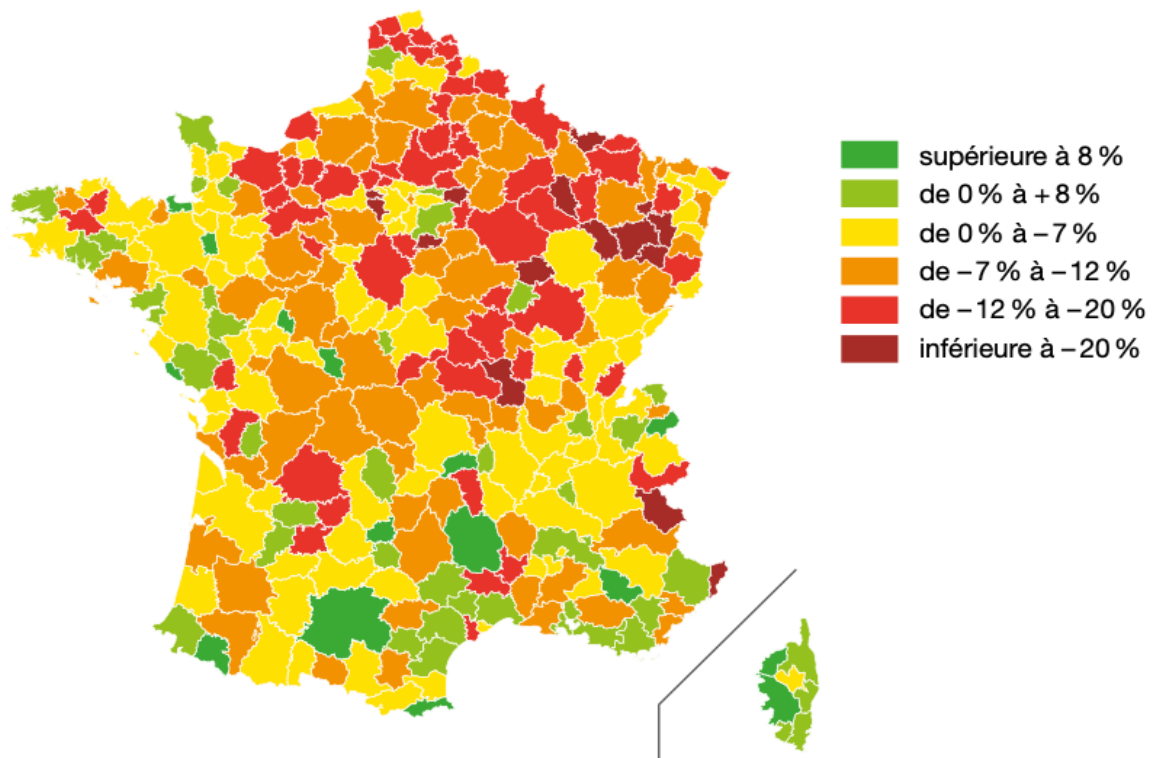 supérieure à 8 %
de 0 % à + 8 %
de 0 % à – 7 %
de – 7 % à – 12 %
de – 12 % à – 20 %
inférieure à – 20 %